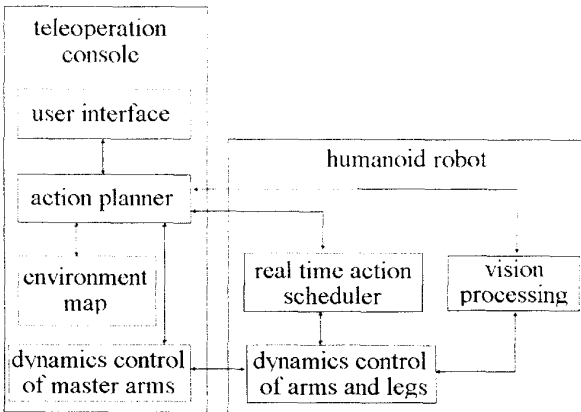 teleoperation
console
user interface
humanoid robot
action planner
environment
map
real time action
scheduler
vision
processing
dynamics control
of master arms
dynamics control
of arms and legs